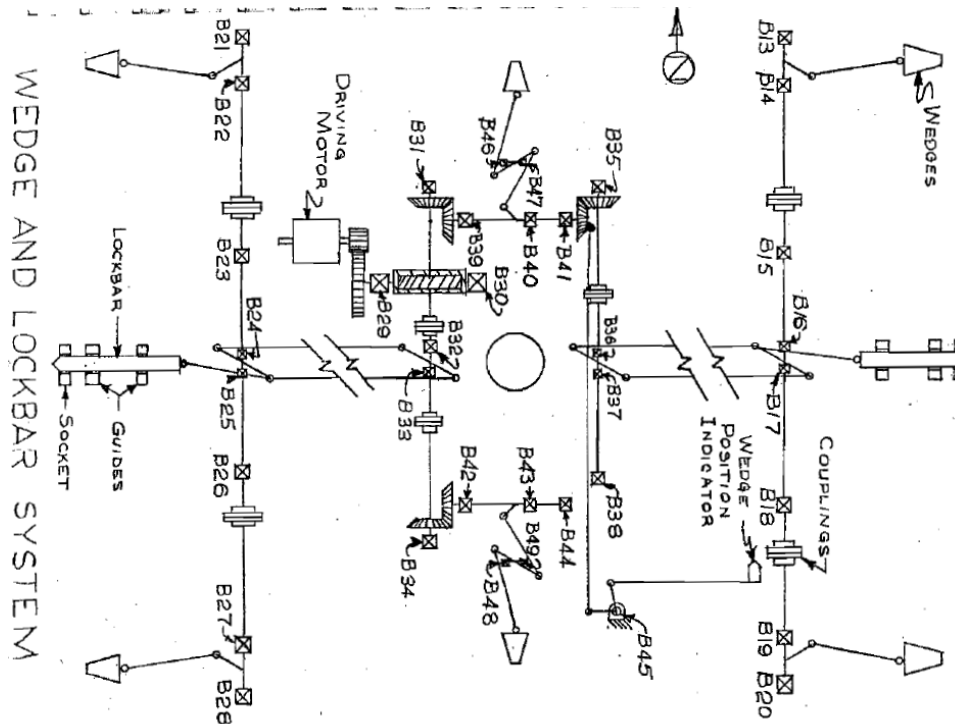 WEDGES
COUPLINGS
B13
B14
B15
B16
B17
B18
B19
B20
WEDGE
POSITION
INDICATOR
B45
B35
B36
B37
B38
B41
B44
B47
B40
B43
B49
B46
B48
B30
B39
B42
B32
B31
B33
B34
B29
DRIVING
MOTOR
B24
B25
B21
B22
B23
B26
B27
B28
LOCKBAR
GUIDES
SOCKET
WEDGE AND LOCKBAR SYSTEM